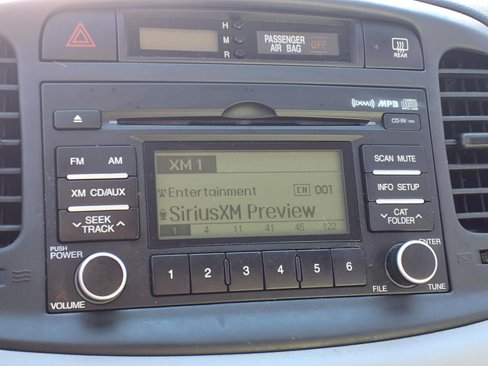 H
M
R
PASSENGER
AIR BAG OFF
REAR
XM MP3
CD-IN
FM AM
SCAN MUTE
XM CD/AUX
INFO SETUP
SEEK
TRACK
CAT
FOLDER
XM 1
Entertainment CH 001
SiriusXM Preview
1 4 11 41 45 122
PUSH
POWER
VOLUME
1 2 3 4 5 6
ENTER
FILE
TUNE